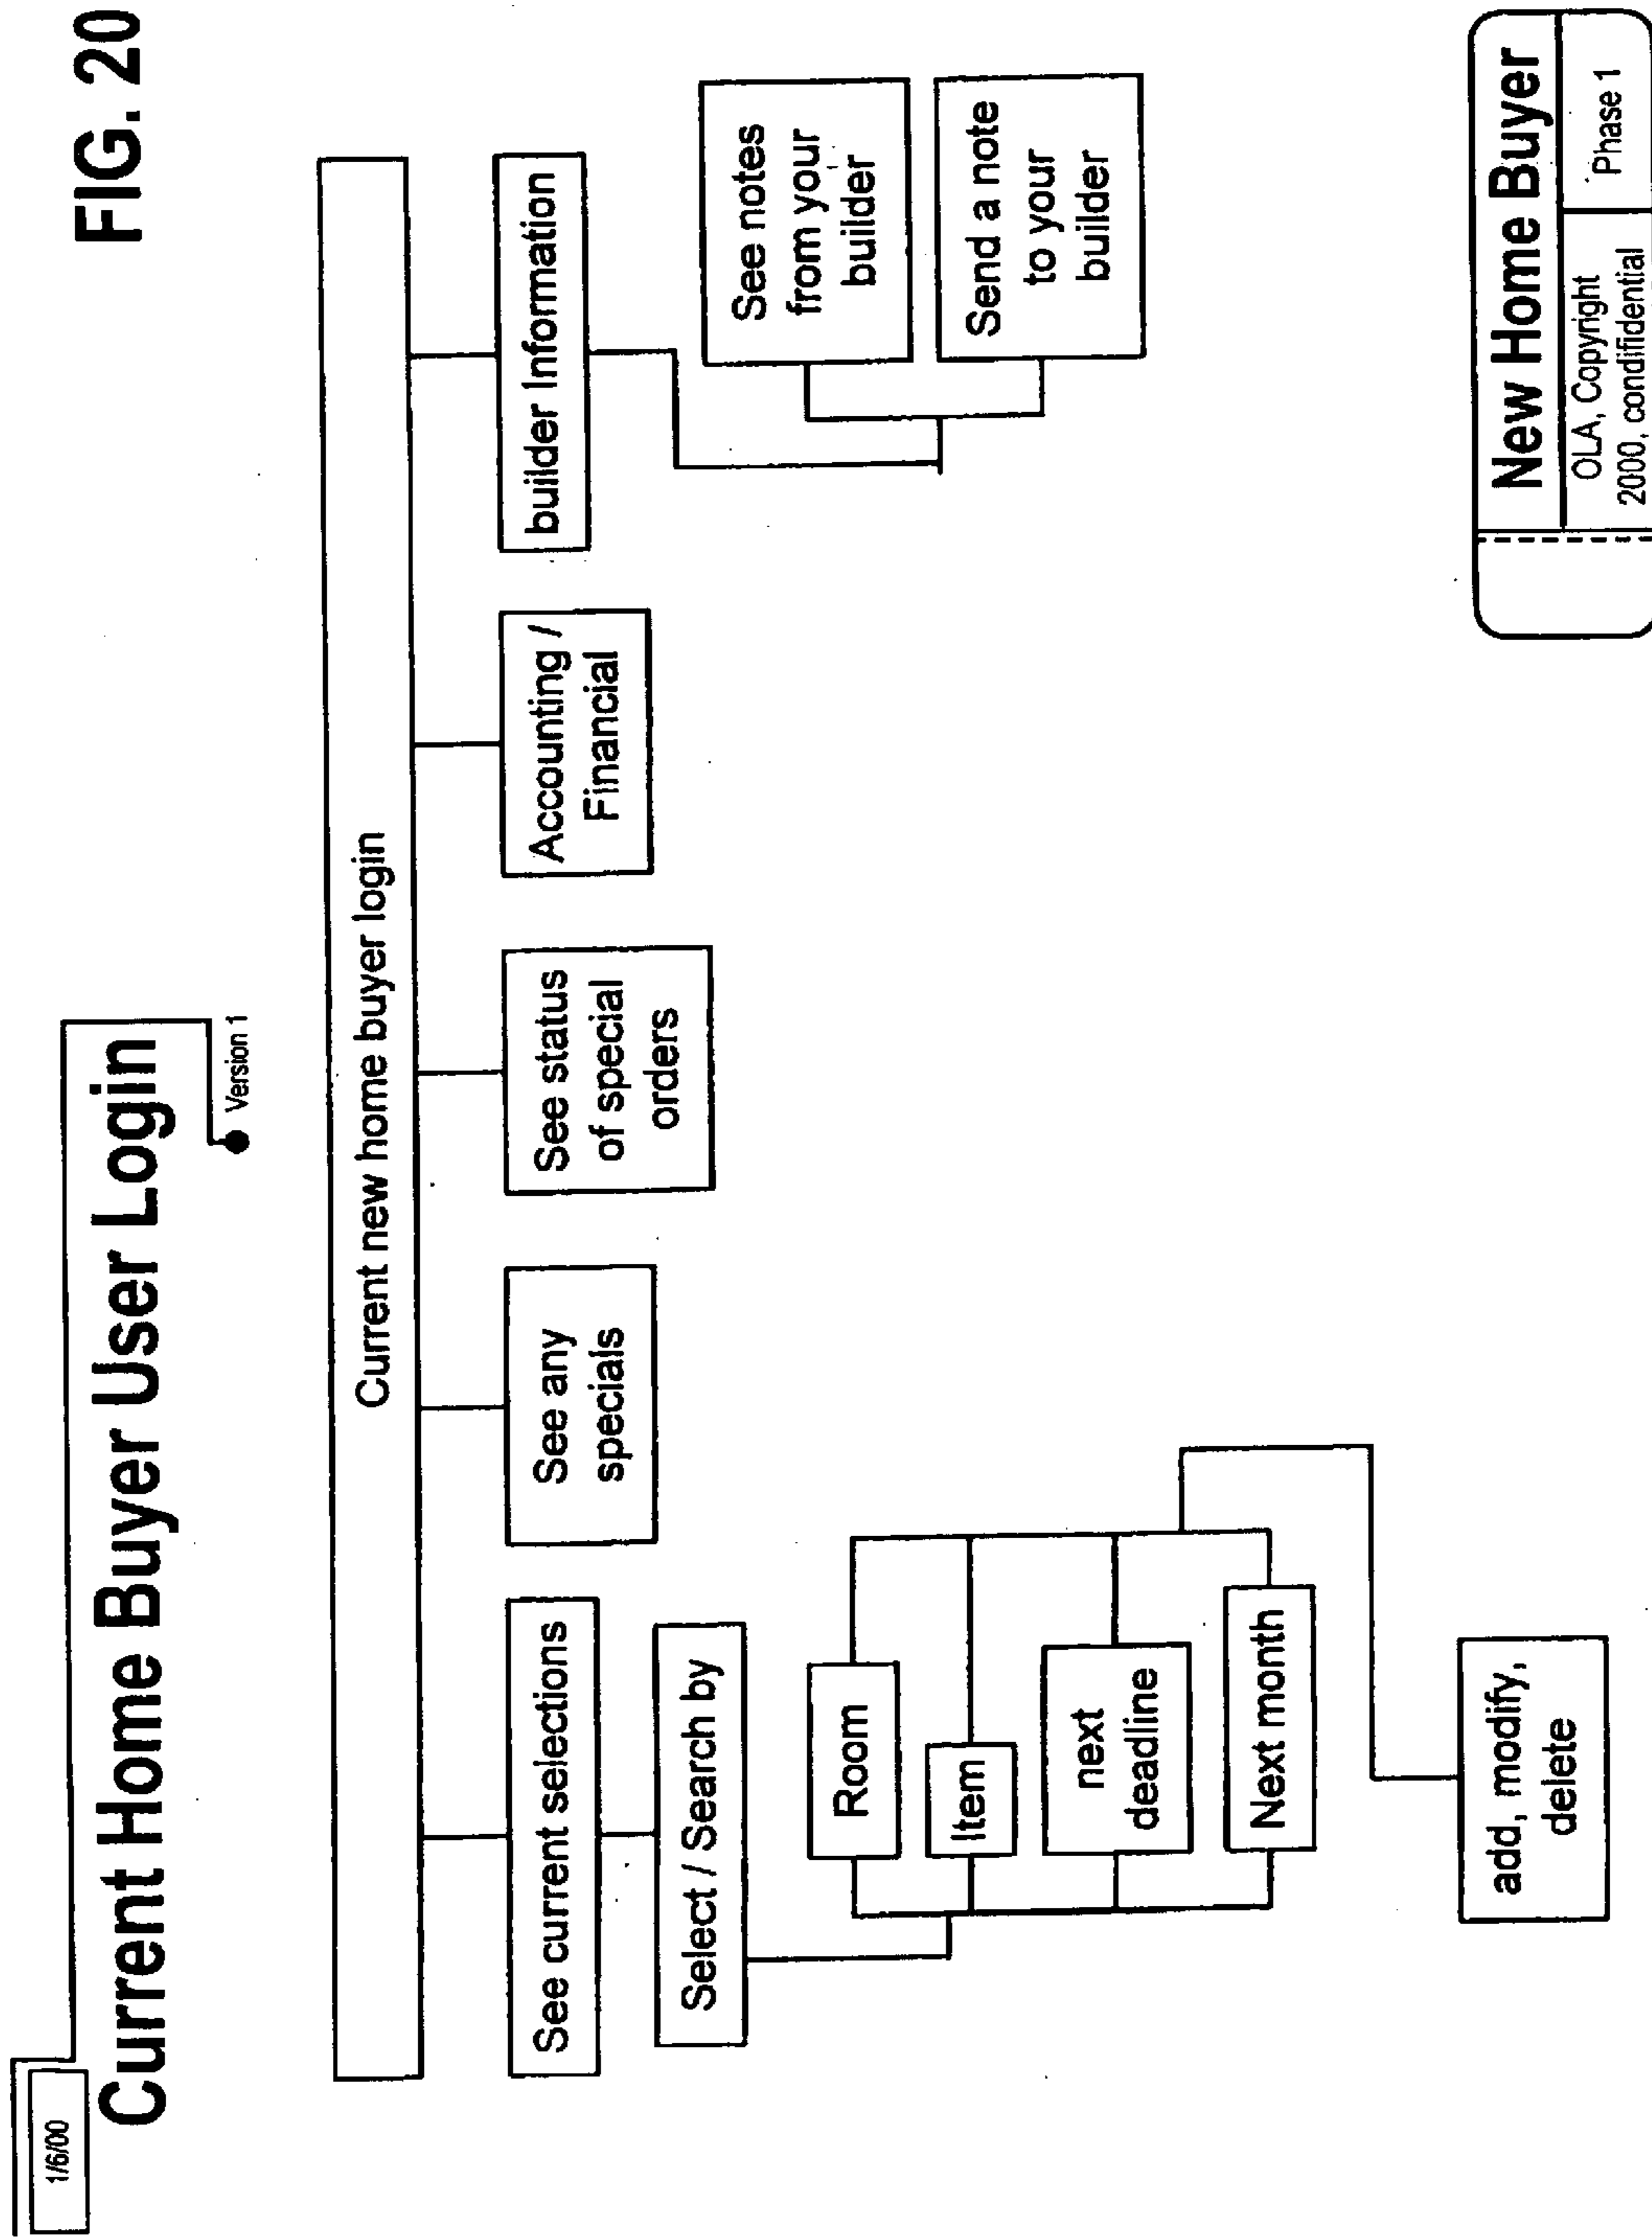 FIG. 20
1/6/00
Current Home Buyer User Login
Version 1
Current new home buyer login
See current selections
Select / Search by
Room
Item
next
deadline
Next month
add, modify,
delete
See any
specials
See status
of special
orders
Accounting /
Financial
builder Information
See notes
from your
builder
Send a note
to your
builder
New Home Buyer
OLA, Copyright
2000, condifidential
Phase 1